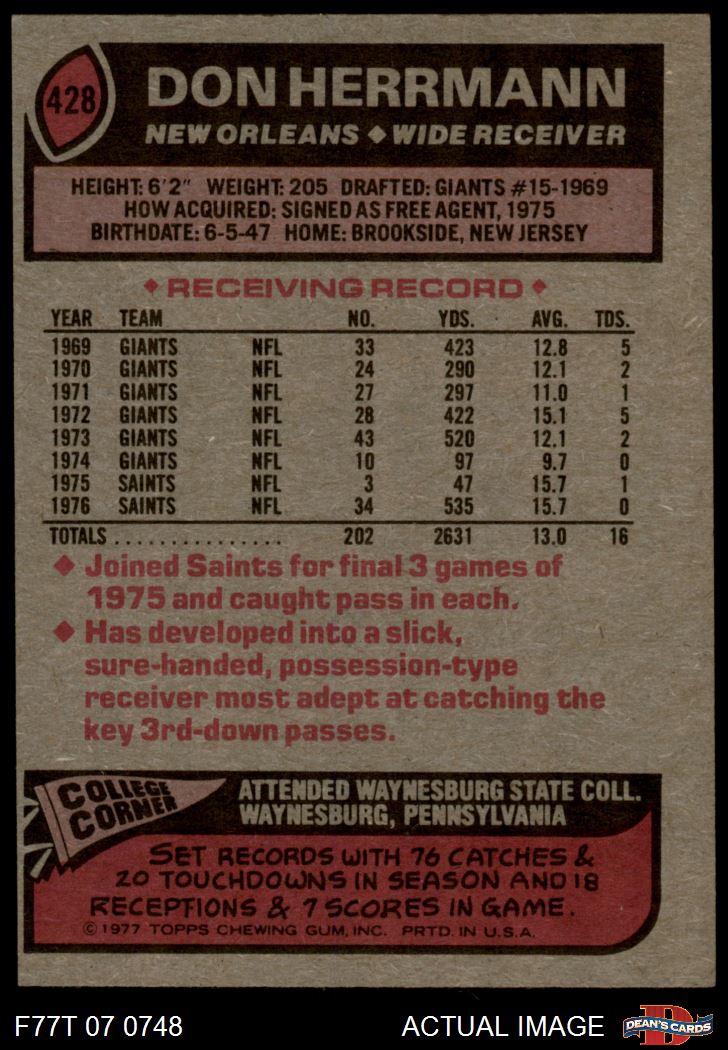 428
DON HERRMANN
NEW ORLEANS ◆ WIDE RECEIVER
HEIGHT: 6'2" WEIGHT: 205 DRAFTED: GIANTS #15-1969
HOW ACQUIRED: SIGNED AS FREE AGENT, 1975
BIRTHDATE: 6-5-47 HOME: BROOKSIDE, NEW JERSEY
◆ RECEIVING RECORD ◆
YEAR TEAM NO. YDS. AVG. TDS.
1969 GIANTS NFL 33 423 12.8 5
1970 GIANTS NFL 24 290 12.1 2
1971 GIANTS NFL 27 297 11.0 1
1972 GIANTS NFL 28 422 15.1 5
1973 GIANTS NFL 43 520 12.1 2
1974 GIANTS NFL 10 97 9.7 0
1975 SAINTS NFL 3 47 15.7 1
1976 SAINTS NFL 34 535 15.7 0
TOTALS . . . . . . . . . . . . . . . 202 2631 13.0 16
◆ Joined Saints for final 3 games of
1975 and caught pass in each.
◆ Has developed into a slick,
sure-handed, possession-type
receiver most adept at catching the
key 3rd-down passes.
COLLEGE
CORNER
ATTENDED WAYNESBURG STATE COLL.
WAYNESBURG, PENNSYLVANIA
SET RECORDS WITH 76 CATCHES &
20 TOUCHDOWNS IN SEASON AND 18
RECEPTIONS & 7 SCORES IN GAME.
© 1977 TOPPS CHEWING GUM, INC. PRTD. IN U.S.A.
F77T 07 0748
ACTUAL IMAGE
D
DEAN'S CARDS